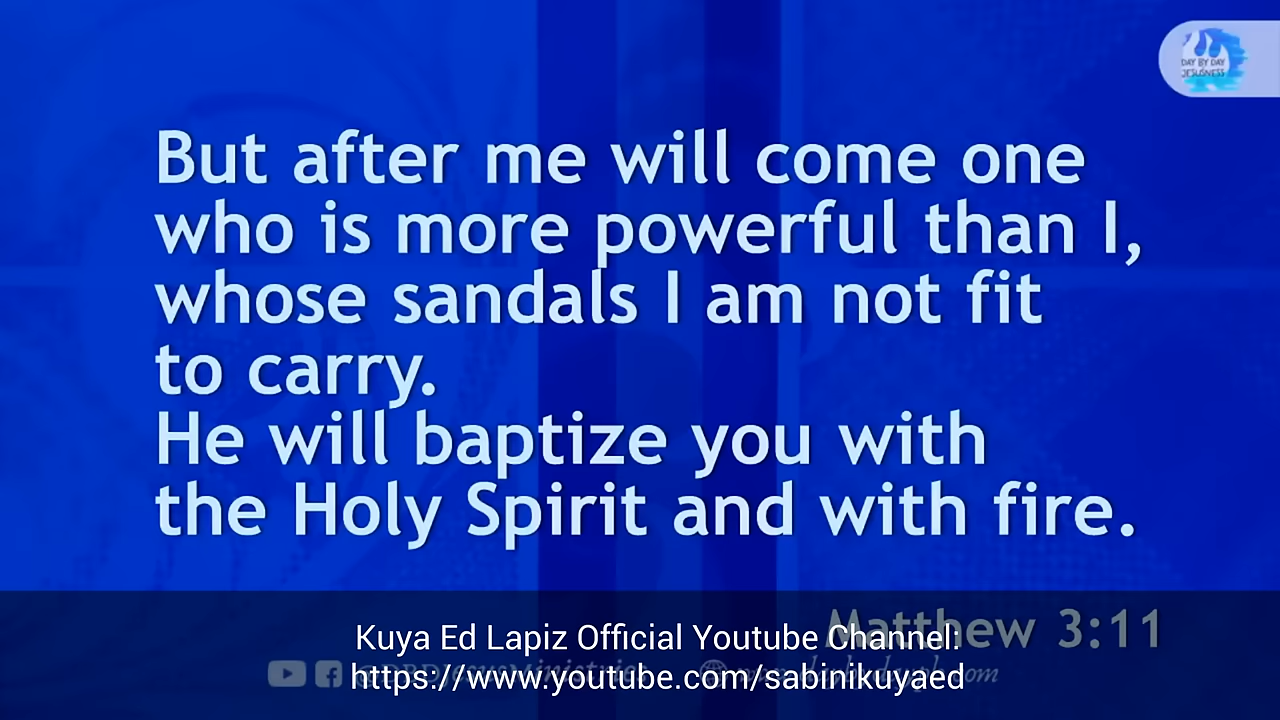 DAY BY DAY
JESUSNESS
But after me will come one
who is more powerful than I,
whose sandals I am not fit
to carry.
He will baptize you with
the Holy Spirit and with fire.
Matthew 3:11
Kuya Ed Lapiz Official Youtube Channel:
https://www.youtube.com/sabinikuyaed